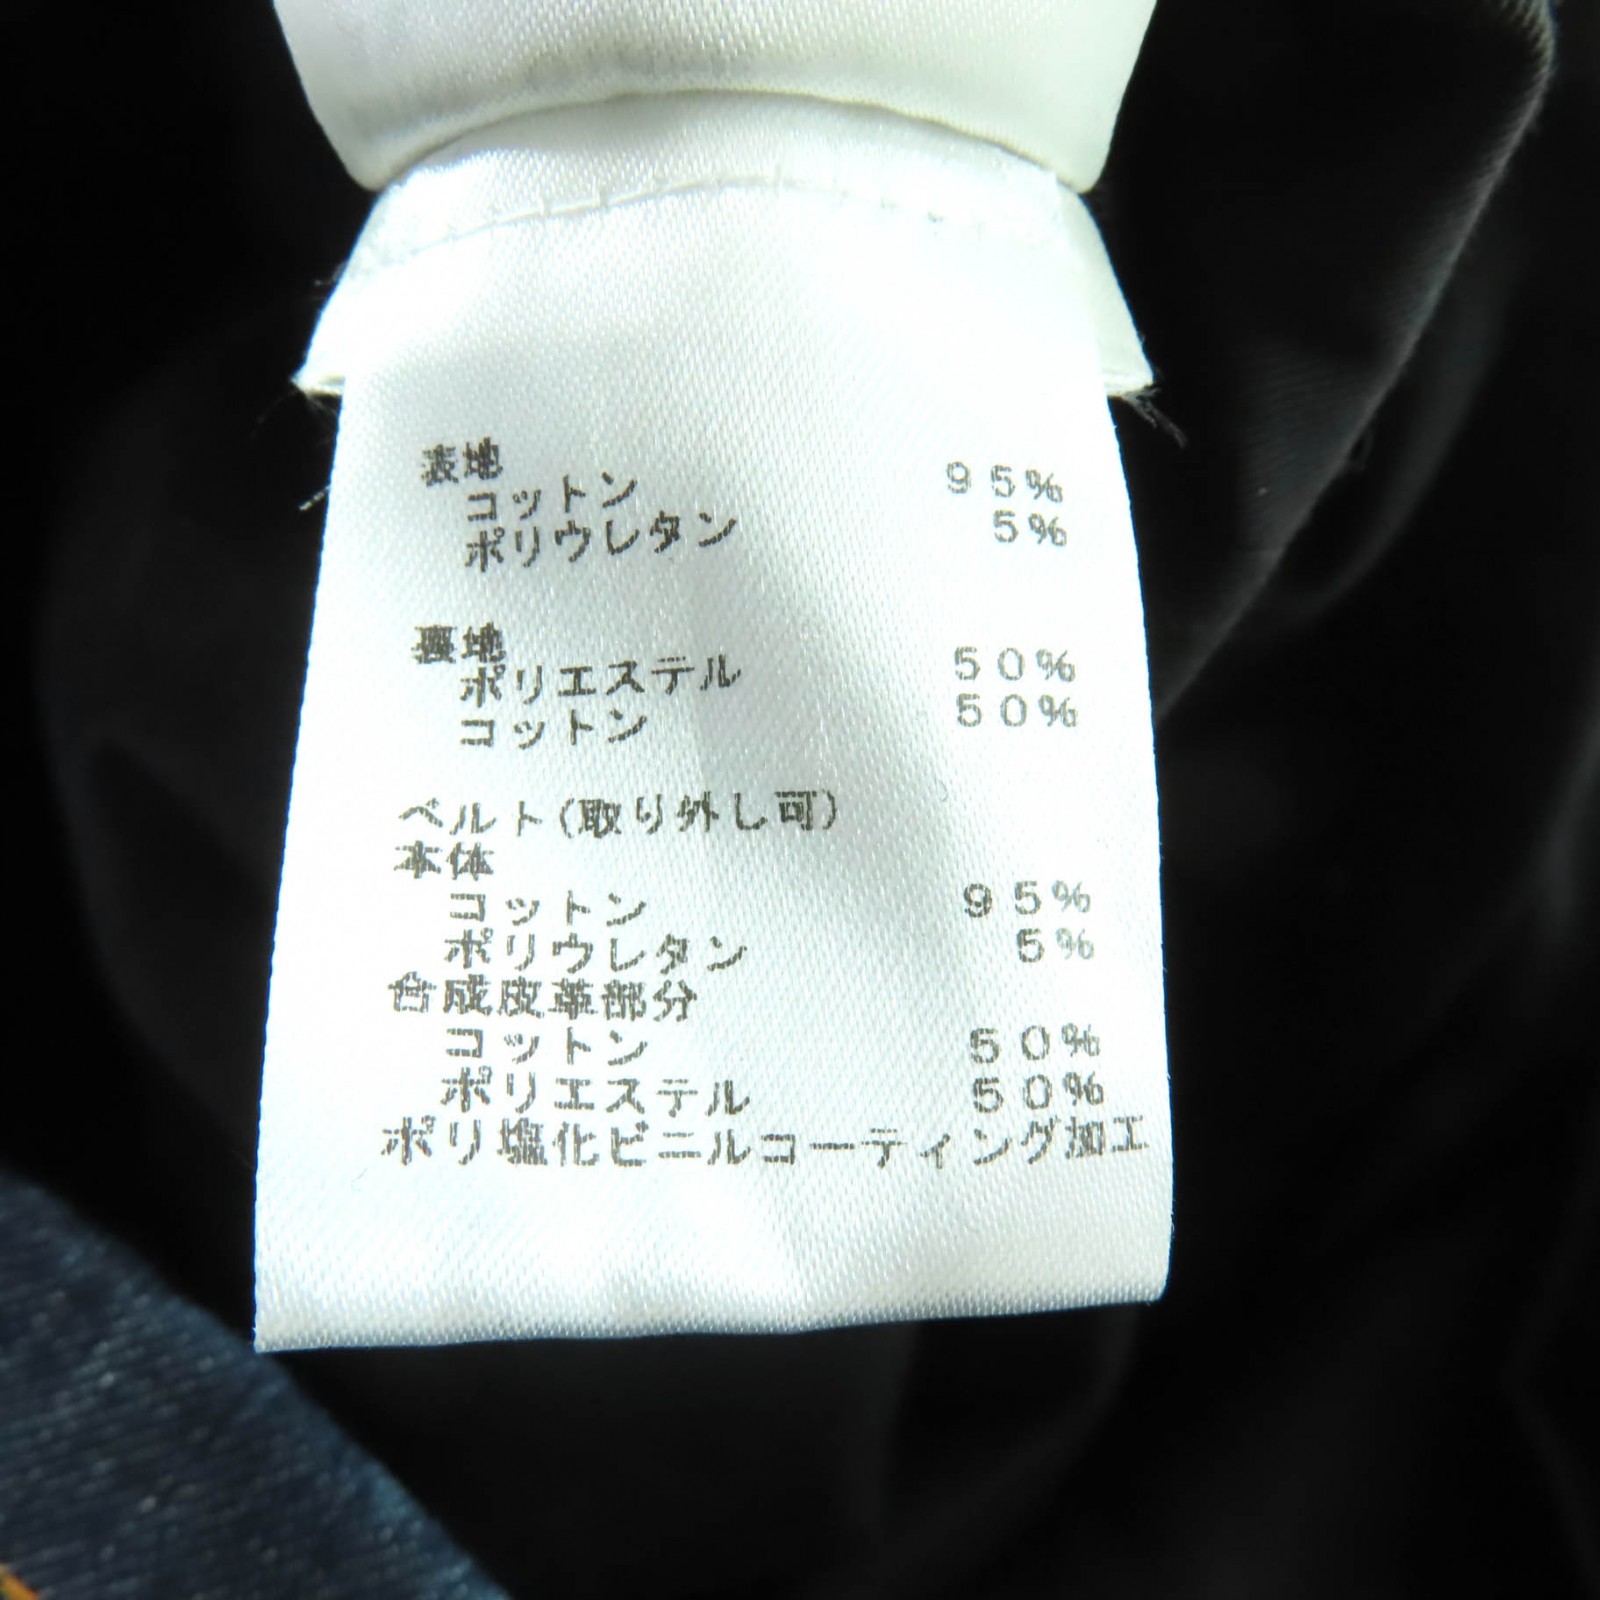 表地
コットン 95%
ポリウレタン 5%
裏地
ポリエステル 50%
コットン 50%
ベルト(取り外し可)
本体
コットン 95%
ポリウレタン 5%
合成皮革部分
コットン 50%
ポリエステル 50%
ポリ塩化ビニルコーティング加工